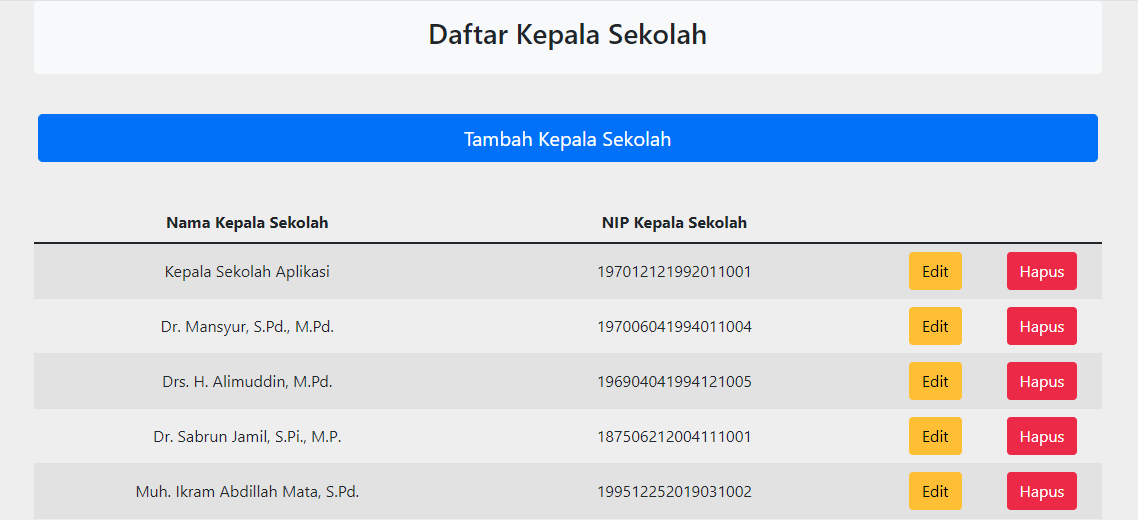 Daftar Kepala Sekolah
Tambah Kepala Sekolah
Nama Kepala Sekolah NIP Kepala Sekolah
Kepala Sekolah Aplikasi 197012121992011001 Edit Hapus
Dr. Mansyur, S.Pd., M.Pd. 197006041994011004 Edit Hapus
Drs. H. Alimuddin, M.Pd. 196904041994121005 Edit Hapus
Dr. Sabrun Jamil, S.Pi., M.P. 187506212004111001 Edit Hapus
Muh. Ikram Abdillah Mata, S.Pd. 199512252019031002 Edit Hapus